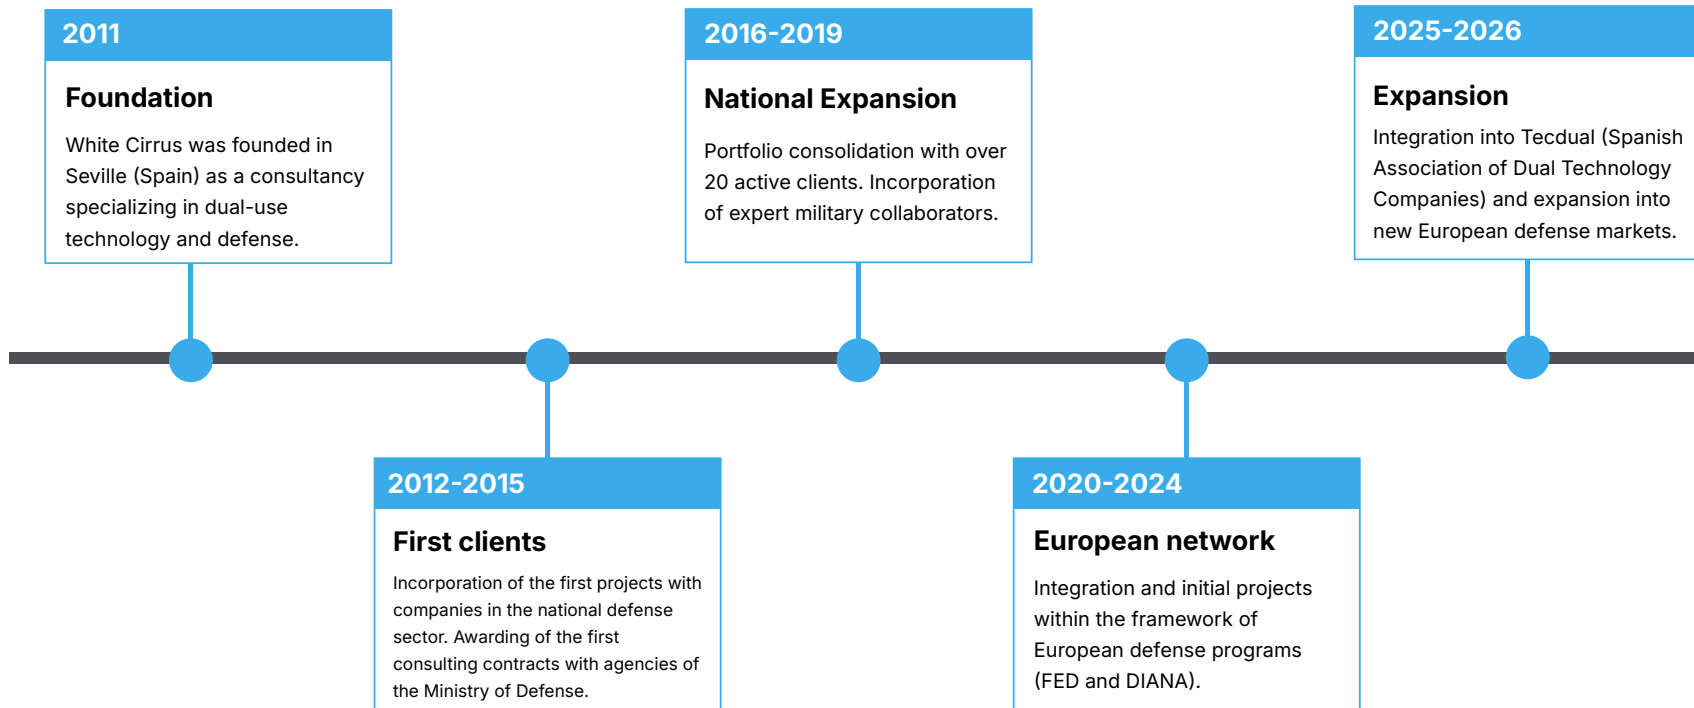 2011
Foundation
White Cirrus was founded in
Seville (Spain) as a consultancy
specializing in dual-use
technology and defense.
2012-2015
First clients
Incorporation of the first projects with
companies in the national defense
sector. Awarding of the first
consulting contracts with agencies of
the Ministry of Defense.
2016-2019
National Expansion
Portfolio consolidation with over
20 active clients. Incorporation
of expert military collaborators.
2020-2024
European network
Integration and initial projects
within the framework of
European defense programs
(FED and DIANA).
2025-2026
Expansion
Integration into Tecdual (Spanish
Association of Dual Technology
Companies) and expansion into
new European defense markets.